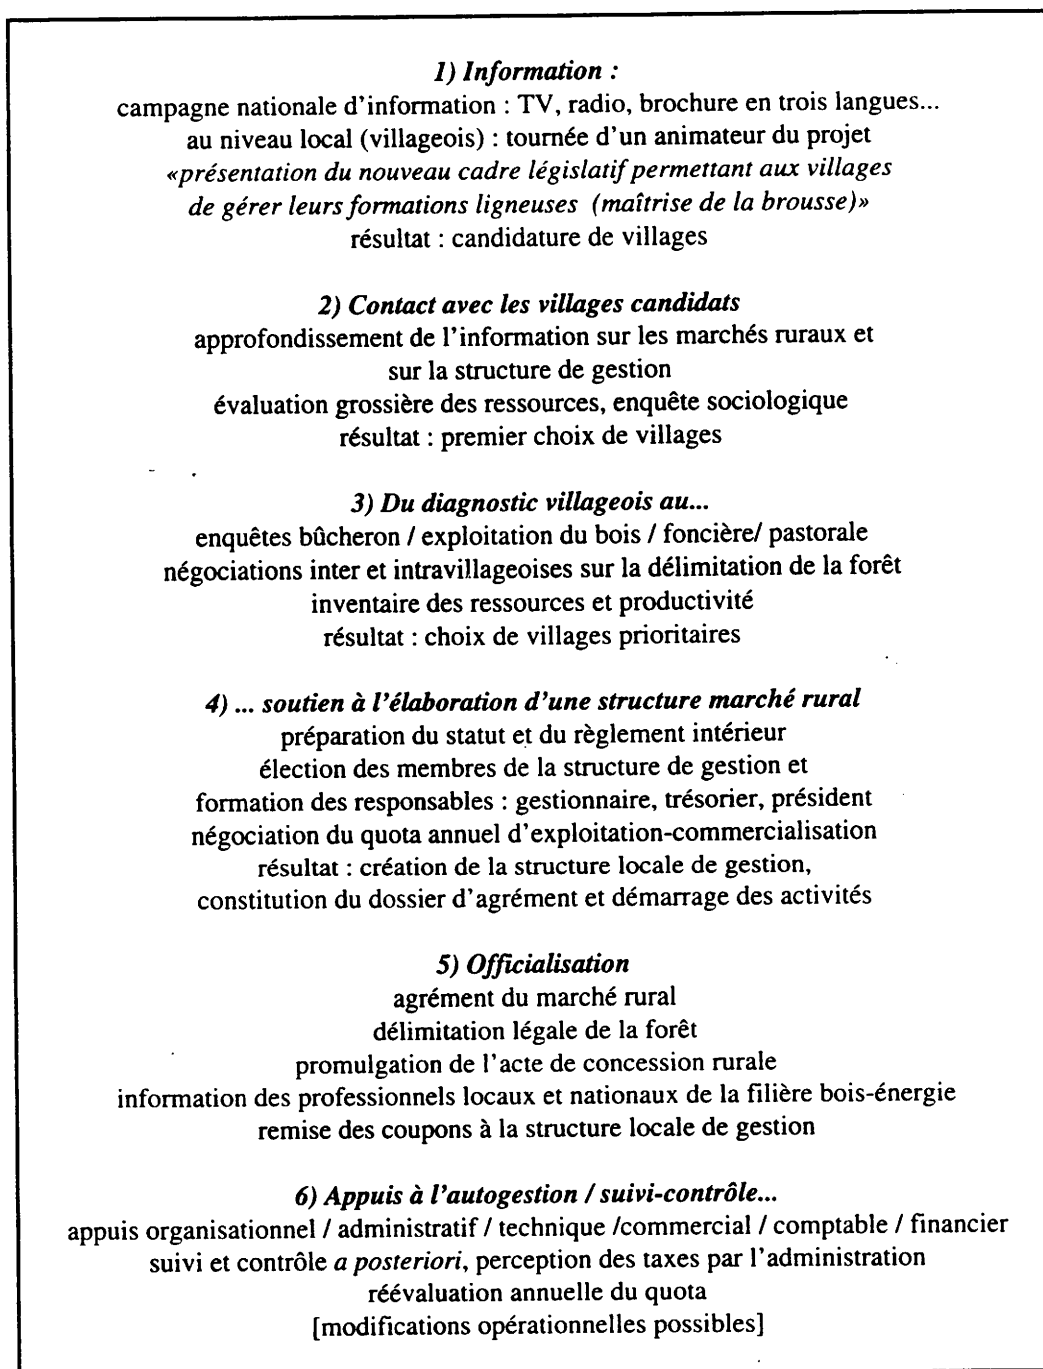 1) Information :
campagne nationale d'information : TV, radio, brochure en trois langues...
au niveau local (villageois) : tournée d'un animateur du projet
«présentation du nouveau cadre législatif permettant aux villages
de gérer leurs formations ligneuses (maîtrise de la brousse)»
résultat : candidature de villages
2) Contact avec les villages candidats
approfondissement de l'information sur les marchés ruraux et
sur la structure de gestion
évaluation grossière des ressources, enquête sociologique
résultat : premier choix de villages
3) Du diagnostic villageois au...
enquêtes bûcheron / exploitation du bois / foncière/ pastorale
négociations inter et intravillageoises sur la délimitation de la forêt
inventaire des ressources et productivité
résultat : choix de villages prioritaires
4) ... soutien à l'élaboration d'une structure marché rural
préparation du statut et du règlement intérieur
élection des membres de la structure de gestion et
formation des responsables : gestionnaire, trésorier, président
négociation du quota annuel d'exploitation-commercialisation
résultat : création de la structure locale de gestion,
constitution du dossier d'agrément et démarrage des activités
5) Officialisation
agrément du marché rural
délimitation légale de la forêt
promulgation de l'acte de concession rurale
information des professionnels locaux et nationaux de la filière bois-énergie
remise des coupons à la structure locale de gestion
6) Appuis à l'autogestion / suivi-contrôle...
appuis organisationnel / administratif / technique /commercial / comptable / financier
suivi et contrôle a posteriori, perception des taxes par l'administration
réévaluation annuelle du quota
[modifications opérationnelles possibles]